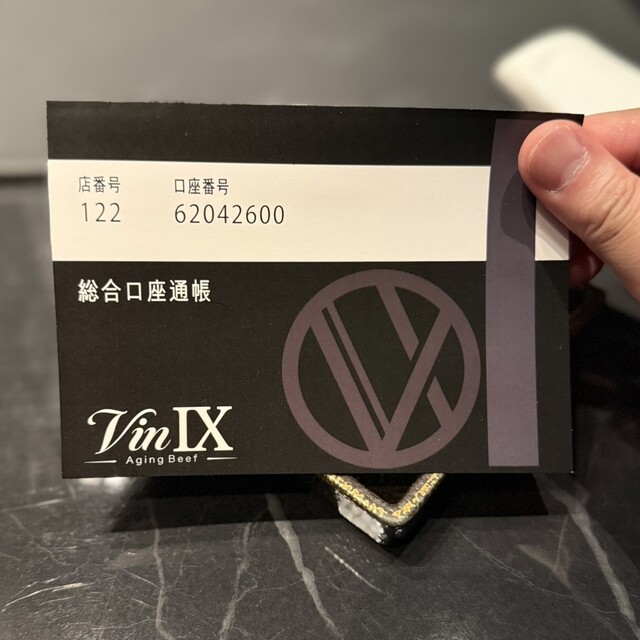 店番号 口座番号
122 62042600
総合口座通帳
Vin IX
Aging Beef